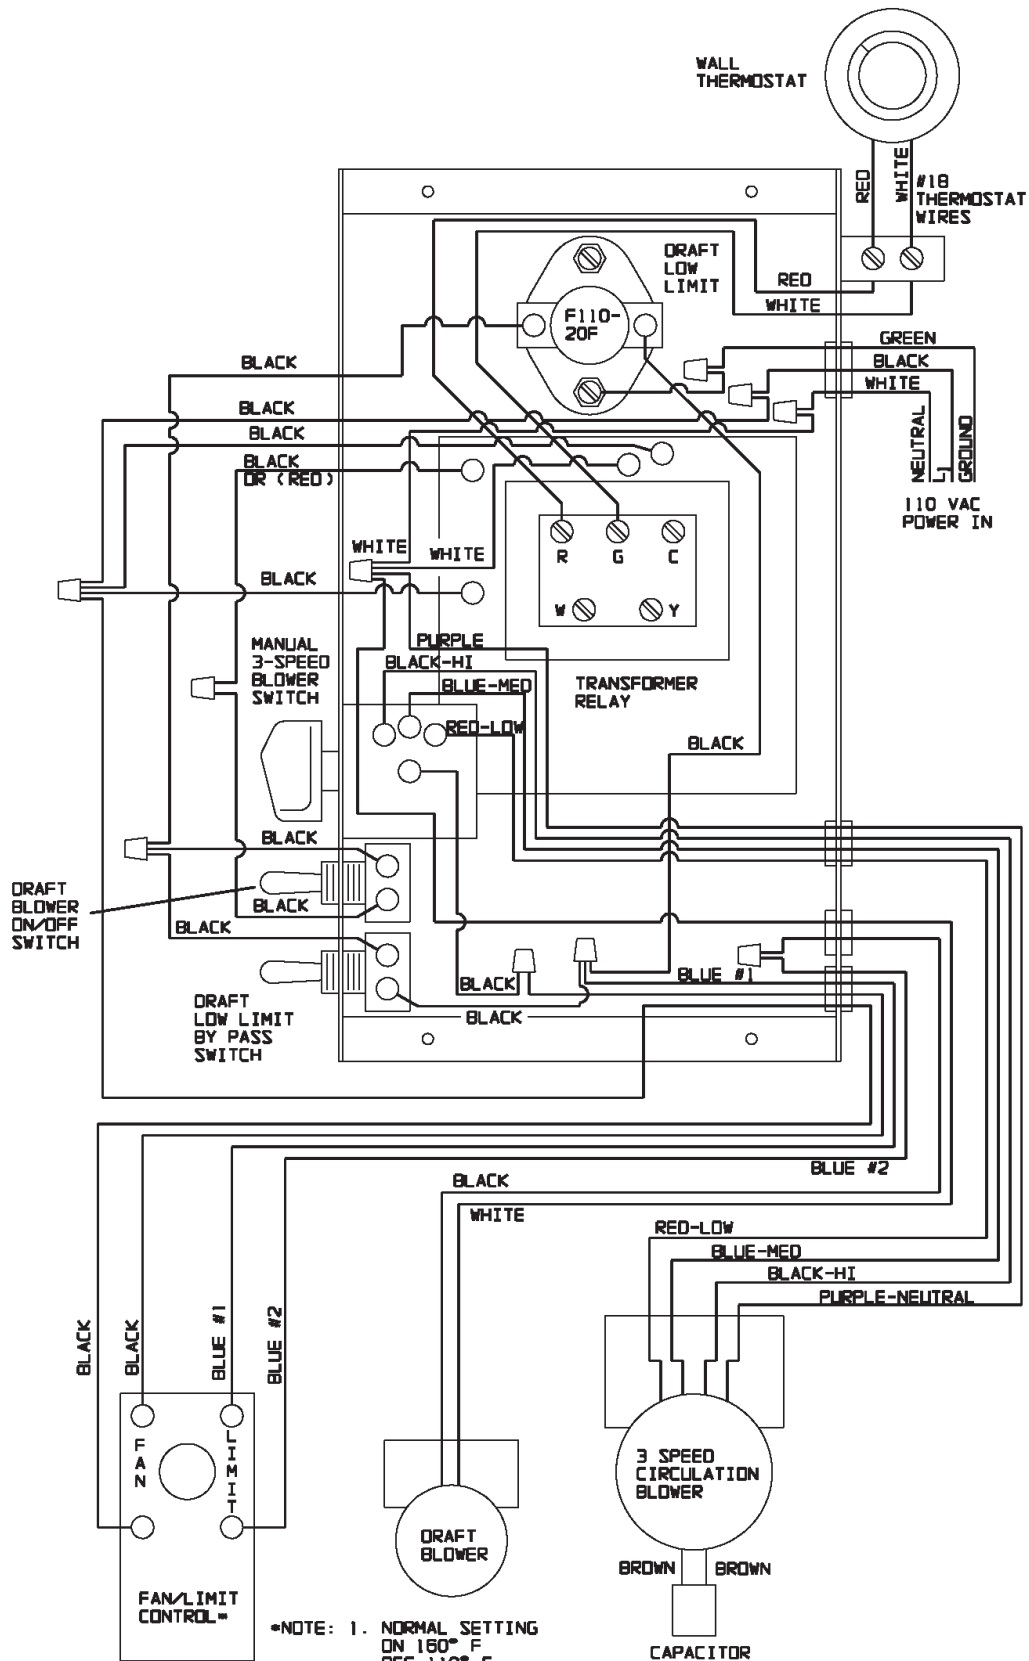 WALL
THERMOSTAT
RED
WHITE
#18
THERMOSTAT
WIRES
DRAFT
LOW
LIMIT
RED
WHITE
F110-
20F
GREEN
BLACK
WHITE
BLACK
BLACK
BLACK
BLACK
OR (RED)
NEUTRAL
L1
GROUND
110 VAC
POWER IN
WHITE
WHITE
R
G
C
W
Y
BLACK
PURPLE
MANUAL
3-SPEED
BLOWER
SWITCH
BLACK-HI
BLUE-MED
RED-LOW
TRANSFORMER
RELAY
BLACK
BLACK
DRAFT
BLOWER
ON/OFF
SWITCH
BLACK
BLACK
BLACK
BLUE #1
BLACK
DRAFT
LOW LIMIT
BY PASS
SWITCH
BLUE #2
BLACK
WHITE
RED-LOW
BLUE-MED
BLACK-HI
PURPLE-NEUTRAL
BLACK
BLACK
BLUE #1
BLUE #2
FAN
LIMIT
3 SPEED
CIRCULATION
BLOWER
DRAFT
BLOWER
BROWN
BROWN
FAN/LIMIT
CONTROL*
*NOTE: 1. NORMAL SETTING
ON 160° F
OFF 110° F
CAPACITOR